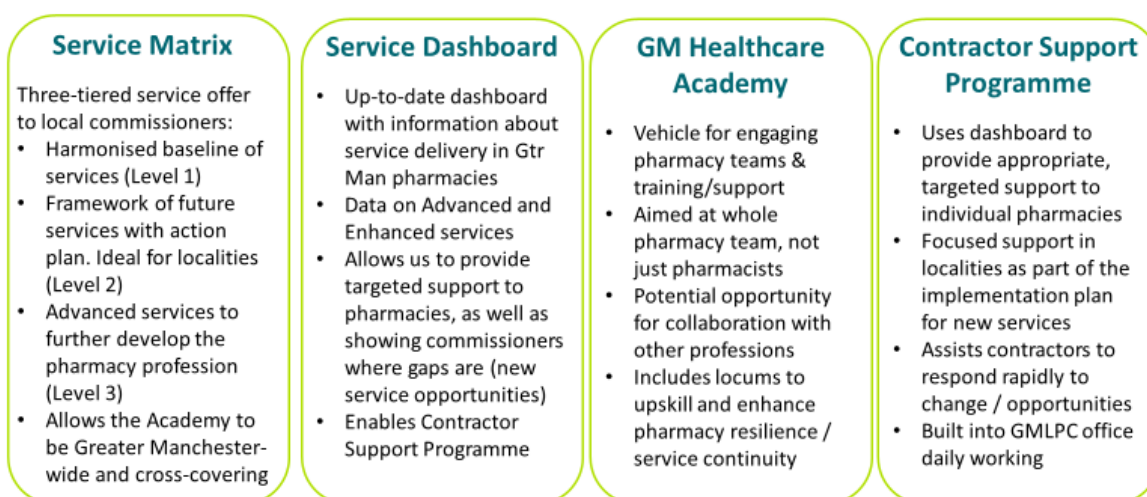 Service Matrix
Three-tiered service offer
to local commissioners:
• Harmonised baseline of
services (Level 1)
• Framework of future
services with action
plan. Ideal for localities
(Level 2)
• Advanced services to
further develop the
pharmacy profession
(Level 3)
• Allows the Academy to
be Greater Manchester-
wide and cross-covering
Service Dashboard
• Up-to-date dashboard
with information about
service delivery in Gtr
Man pharmacies
• Data on Advanced and
Enhanced services
• Allows us to provide
targeted support to
pharmacies, as well as
showing commissioners
where gaps are (new
service opportunities)
• Enables Contractor
Support Programme
GM Healthcare
Academy
• Vehicle for engaging
pharmacy teams &
training/support
• Aimed at whole
pharmacy team, not
just pharmacists
• Potential opportunity
for collaboration with
other professions
• Includes locums to
upskill and enhance
pharmacy resilience /
service continuity
Contractor Support
Programme
• Uses dashboard to
provide appropriate,
targeted support to
individual pharmacies
• Focused support in
localities as part of the
implementation plan
for new services
• Assists contractors to
respond rapidly to
change / opportunities
• Built into GMLPC office
daily working